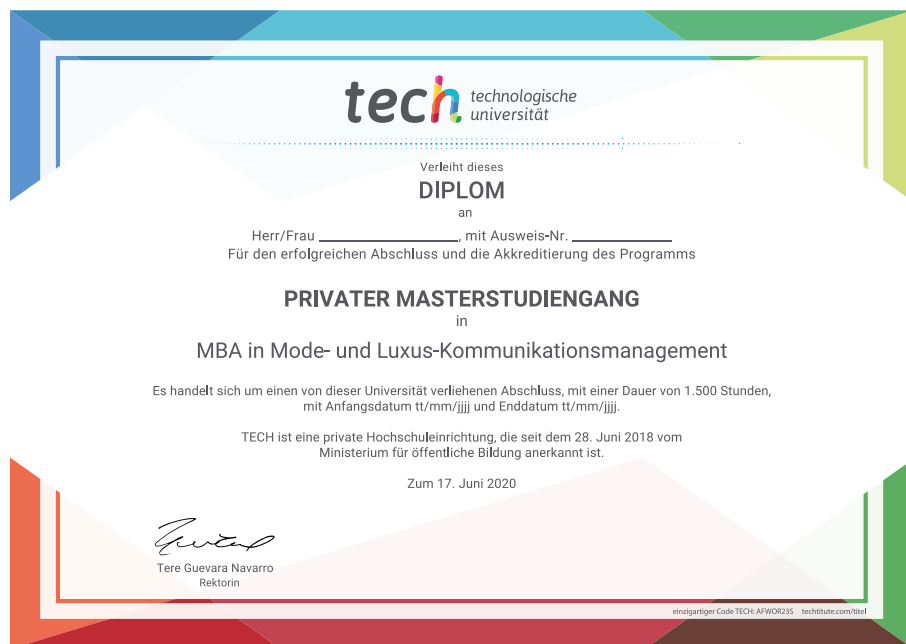 tech technologische
universität
Verleiht dieses
DIPLOM
an
Herr/Frau ____________, mit Ausweis-Nr. ____________
Für den erfolgreichen Abschluss und die Akkreditierung des Programms
PRIVATER MASTERSTUDIENGANG
in
MBA in Mode- und Luxus-Kommunikationsmanagement
Es handelt sich um einen von dieser Universität verliehenen Abschluss, mit einer Dauer von 1.500 Stunden,
mit Anfangsdatum tt/mm/jjjj und Enddatum tt/mm/jjjj.
TECH ist eine private Hochschuleinrichtung, die seit dem 28. Juni 2018 vom
Ministerium für öffentliche Bildung anerkannt ist.
Zum 17. Juni 2020
Tere Guevara Navarro
Rektorin
einzigartiger Code TECH: AFWOR23S techtitute.com/titel